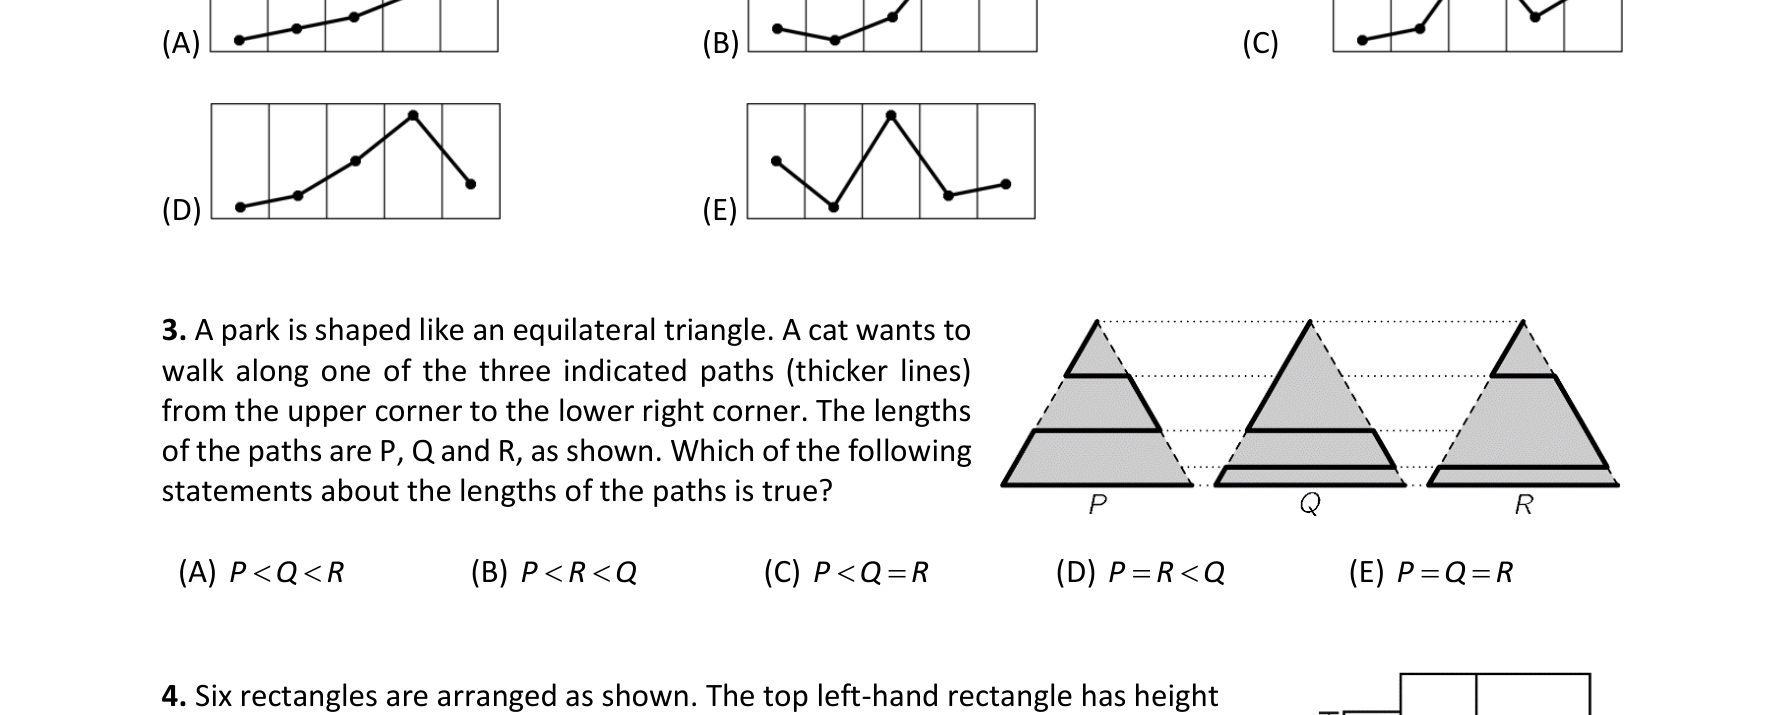 (A) (B) (C)
(D) (E)
3. A park is shaped like an equilateral triangle. A cat wants to
walk along one of the three indicated paths (thicker lines)
from the upper corner to the lower right corner. The lengths
of the paths are P, Q and R, as shown. Which of the following
statements about the lengths of the paths is true?
P Q R
(A) P < Q < R (B) P < R < Q (C) P < Q = R (D) P = R < Q (E) P = Q = R
4. Six rectangles are arranged as shown. The top left-hand rectangle has height